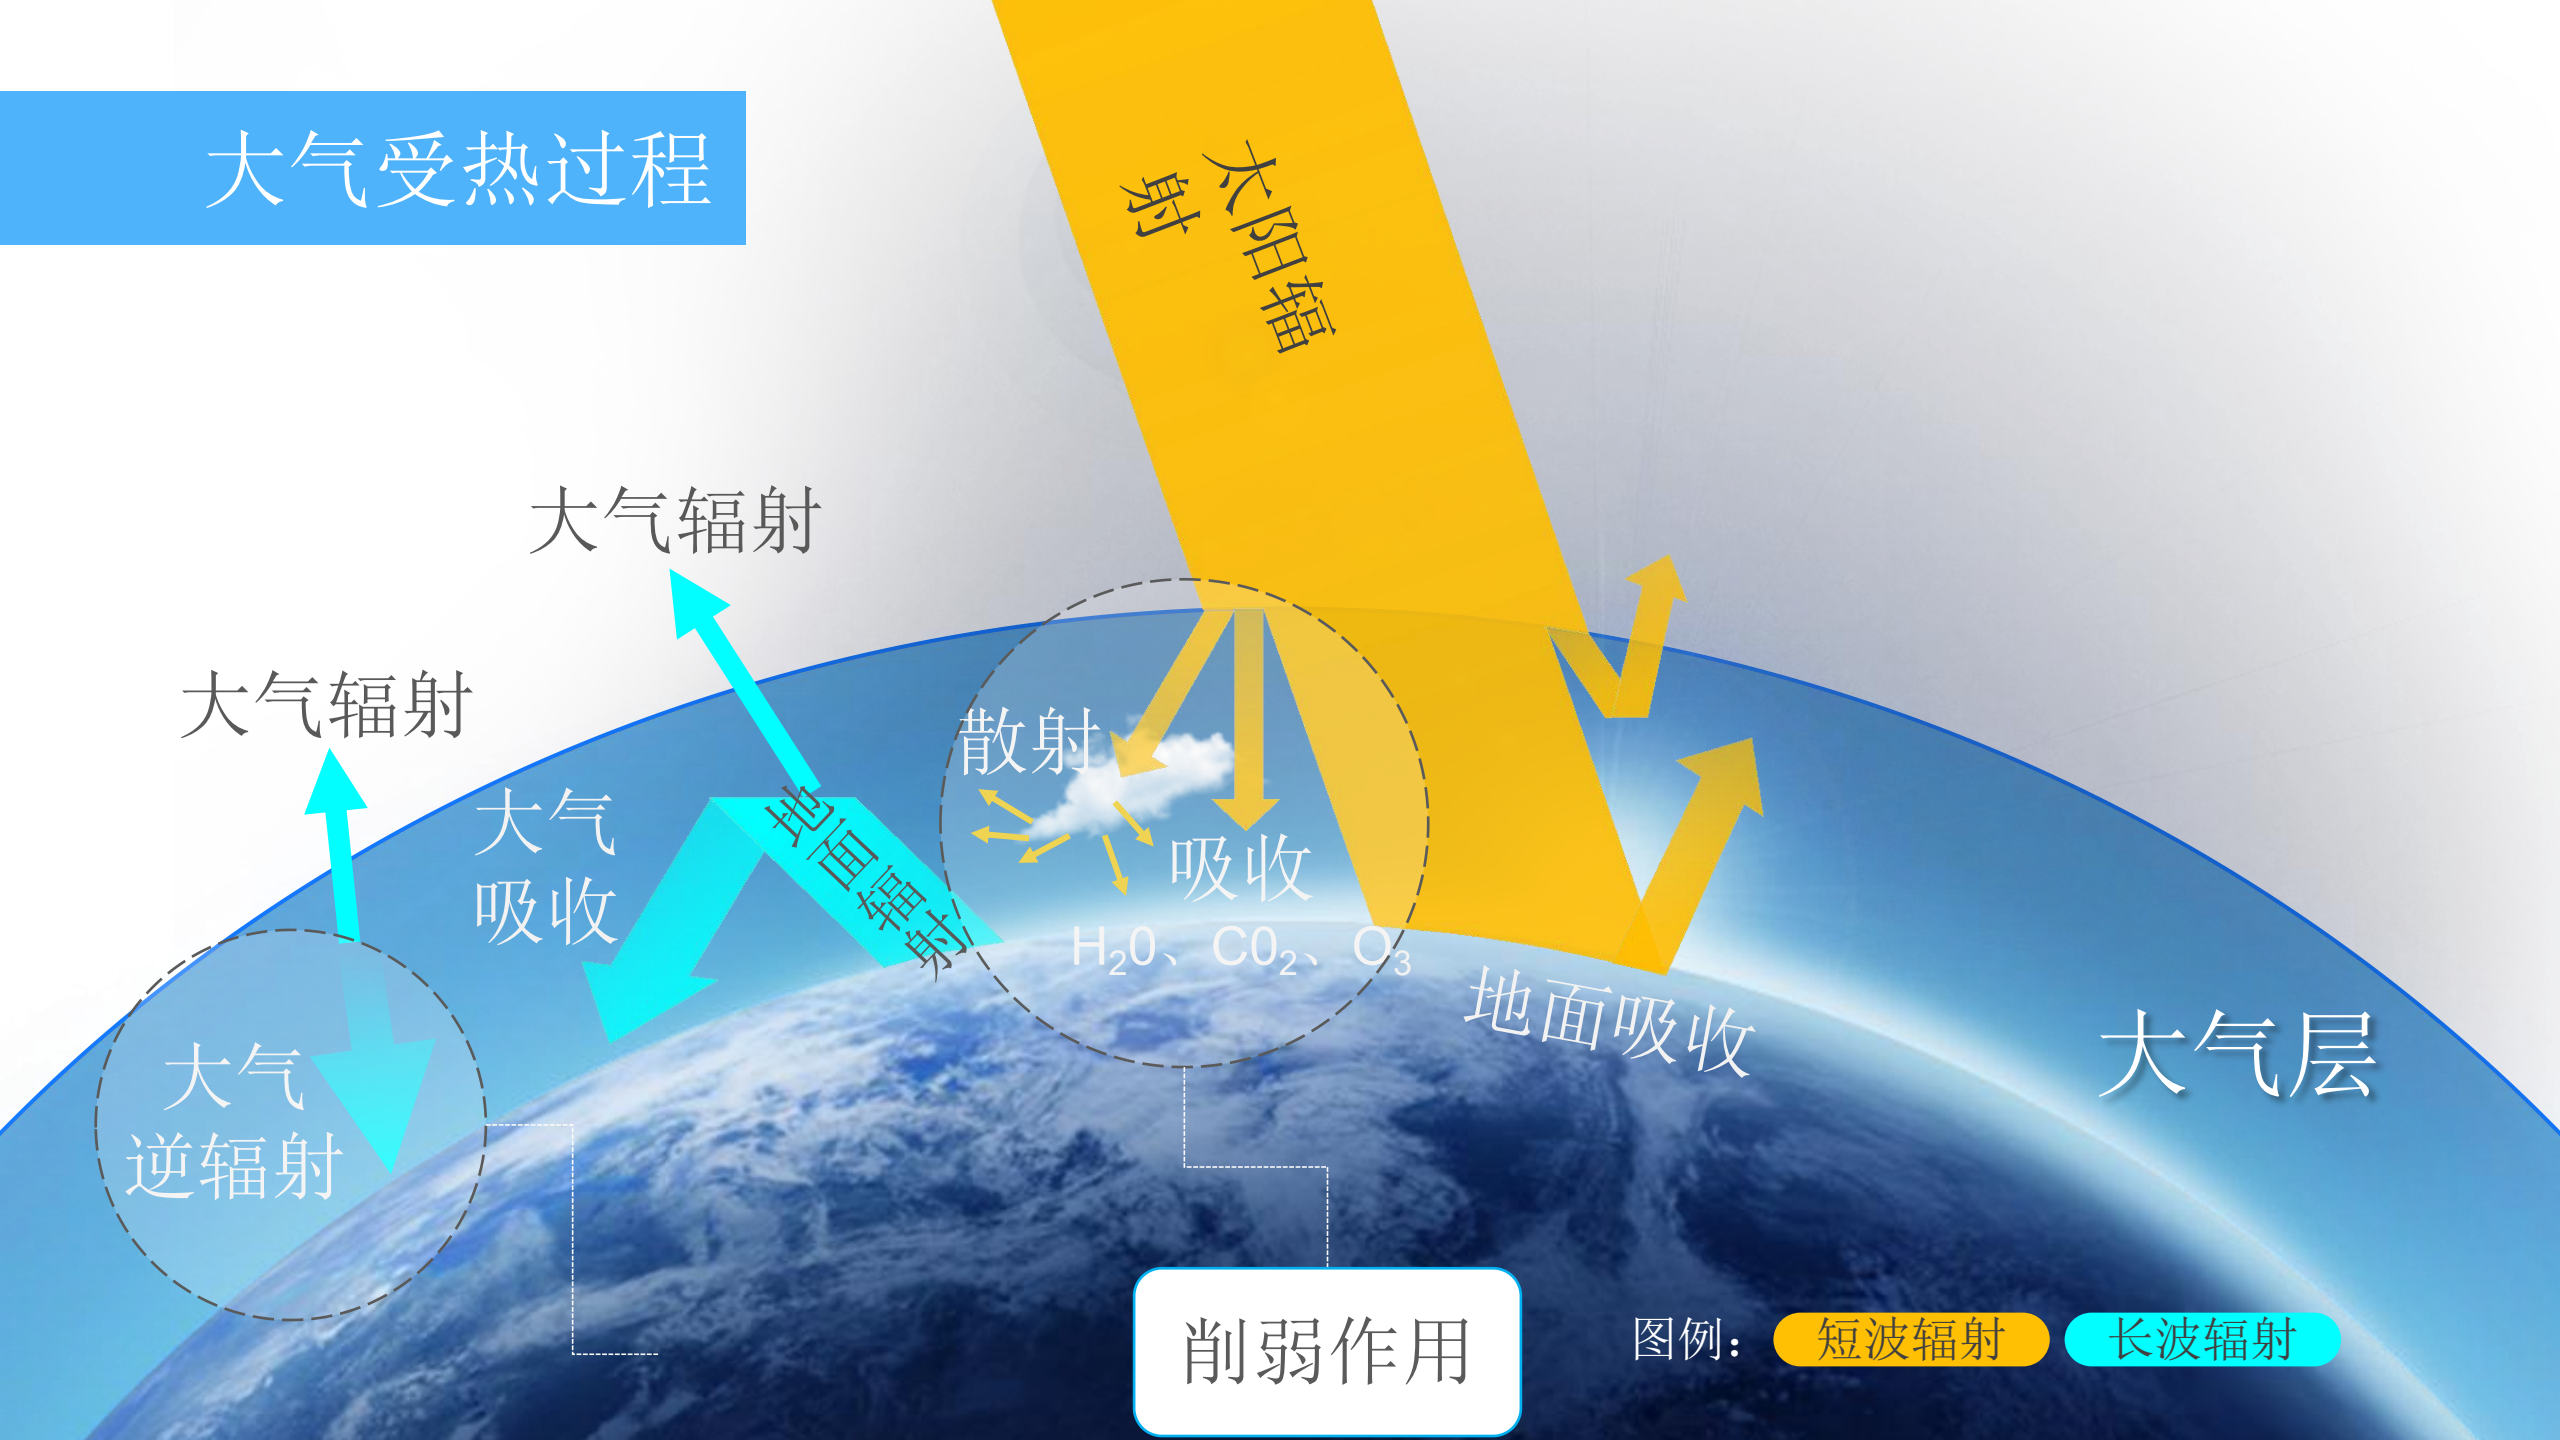 大气受热过程
太阳辐
射
大气辐射
大气辐射
散射
大气
吸收
地面辐射
吸收
H₂0、C0₂、O₃
地面吸收
大气层
大气
逆辐射
削弱作用
图例：
短波辐射
长波辐射